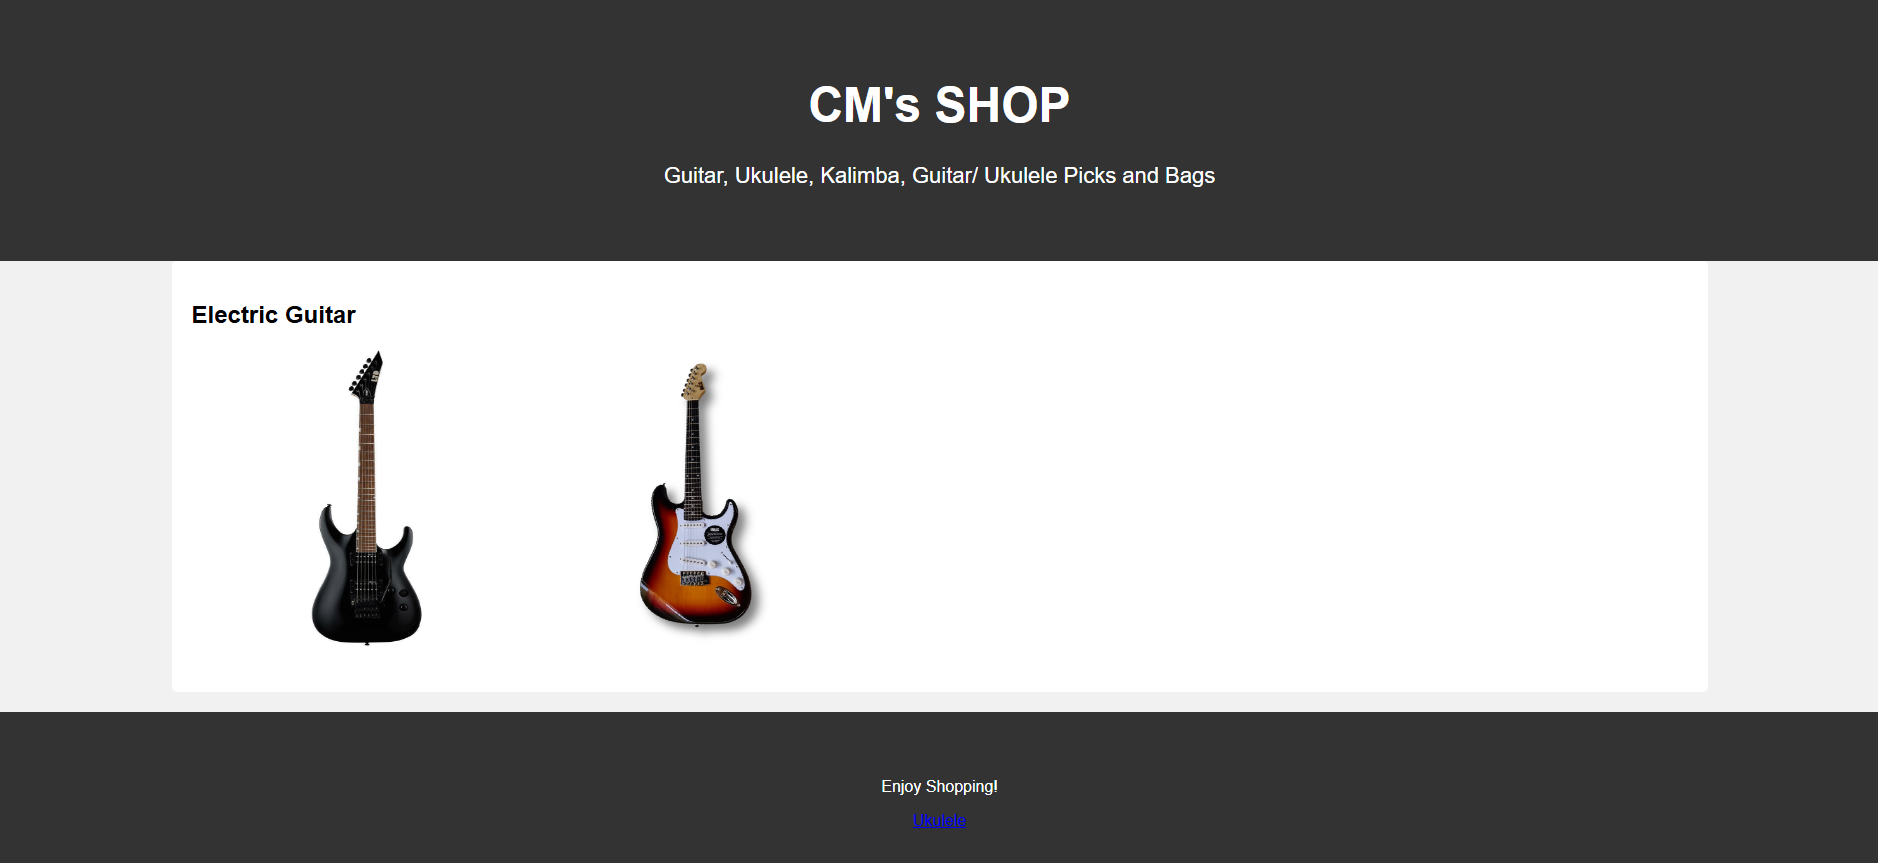 CM's SHOP
Guitar, Ukulele, Kalimba, Guitar/ Ukulele Picks and Bags
Electric Guitar
Enjoy Shopping!
Ukulele